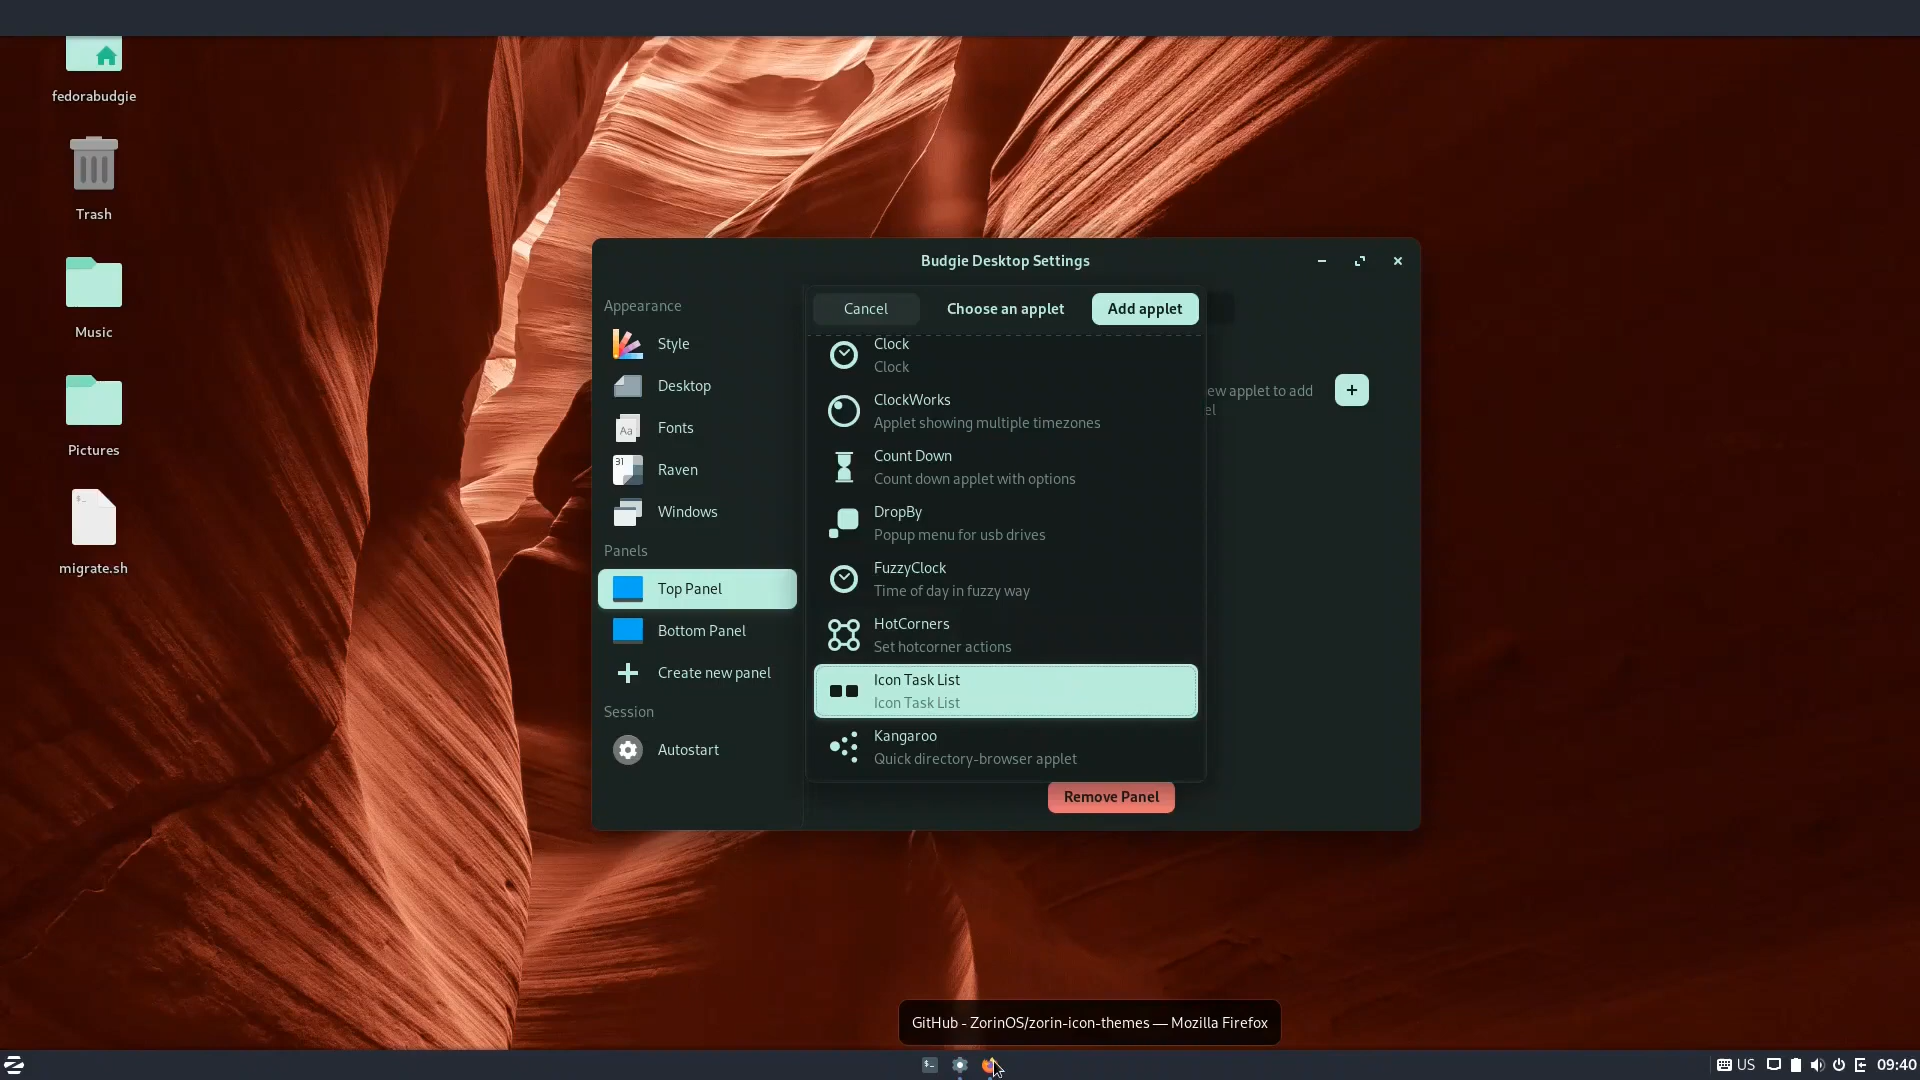 fedorabudgie
Trash
Music
Pictures
migrate.sh
Budgie Desktop Settings
Appearance
Style
Desktop
Fonts
Raven
Windows
Panels
Top Panel
Bottom Panel
Create new panel
Session
Autostart
Cancel
Choose an applet
Add applet
Clock
Clock
ClockWorks
Applet showing multiple timezones
Count Down
Count down applet with options
DropBy
Popup menu for usb drives
FuzzyClock
Time of day in fuzzy way
HotCorners
Set hotcorner actions
Icon Task List
Icon Task List
Kangaroo
Quick directory-browser applet
ew applet to add
el
Remove Panel
GitHub - ZorinOS/zorin-icon-themes — Mozilla Firefox
US
09:40